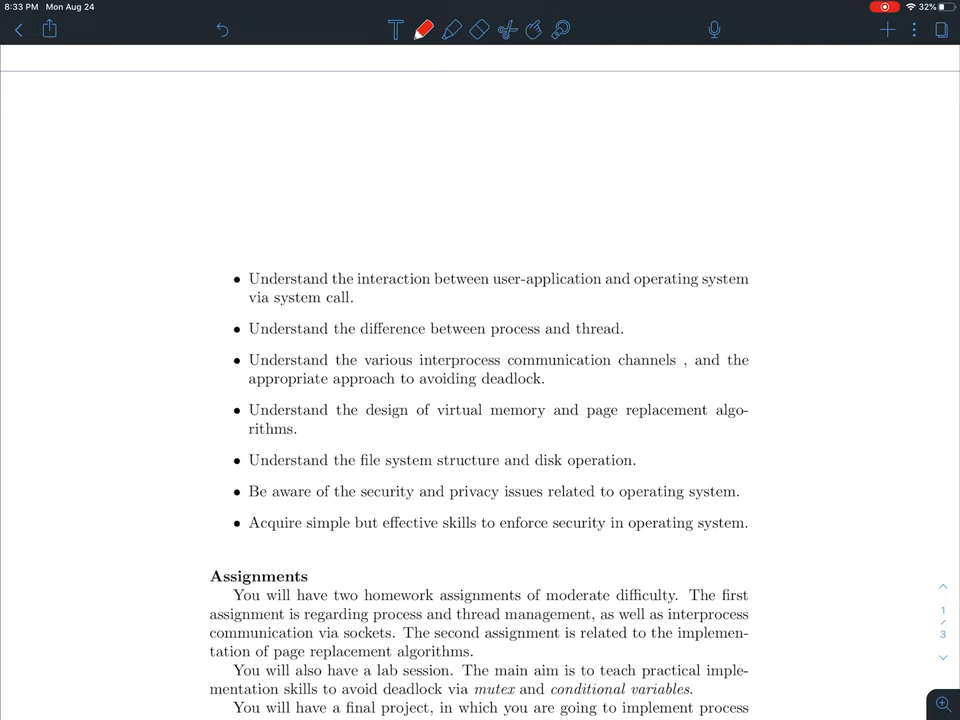 8:33 PM Mon Aug 24 32%
T
• Understand the interaction between user-application and operating system
via system call.
• Understand the difference between process and thread.
• Understand the various interprocess communication channels , and the
appropriate approach to avoiding deadlock.
• Understand the design of virtual memory and page replacement algo-
rithms.
• Understand the file system structure and disk operation.
• Be aware of the security and privacy issues related to operating system.
• Acquire simple but effective skills to enforce security in operating system.
Assignments
You will have two homework assignments of moderate difficulty. The first
assignment is regarding process and thread management, as well as interprocess
communication via sockets. The second assignment is related to the implemen-
tation of page replacement algorithms.
You will also have a lab session. The main aim is to teach practical imple-
mentation skills to avoid deadlock via mutex and conditional variables.
You will have a final project, in which you are going to implement process
1
/
3